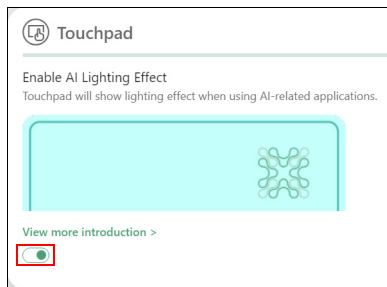 Touchpad
Enable AI Lighting Effect
Touchpad will show lighting effect when using AI-related applications.
View more introduction >